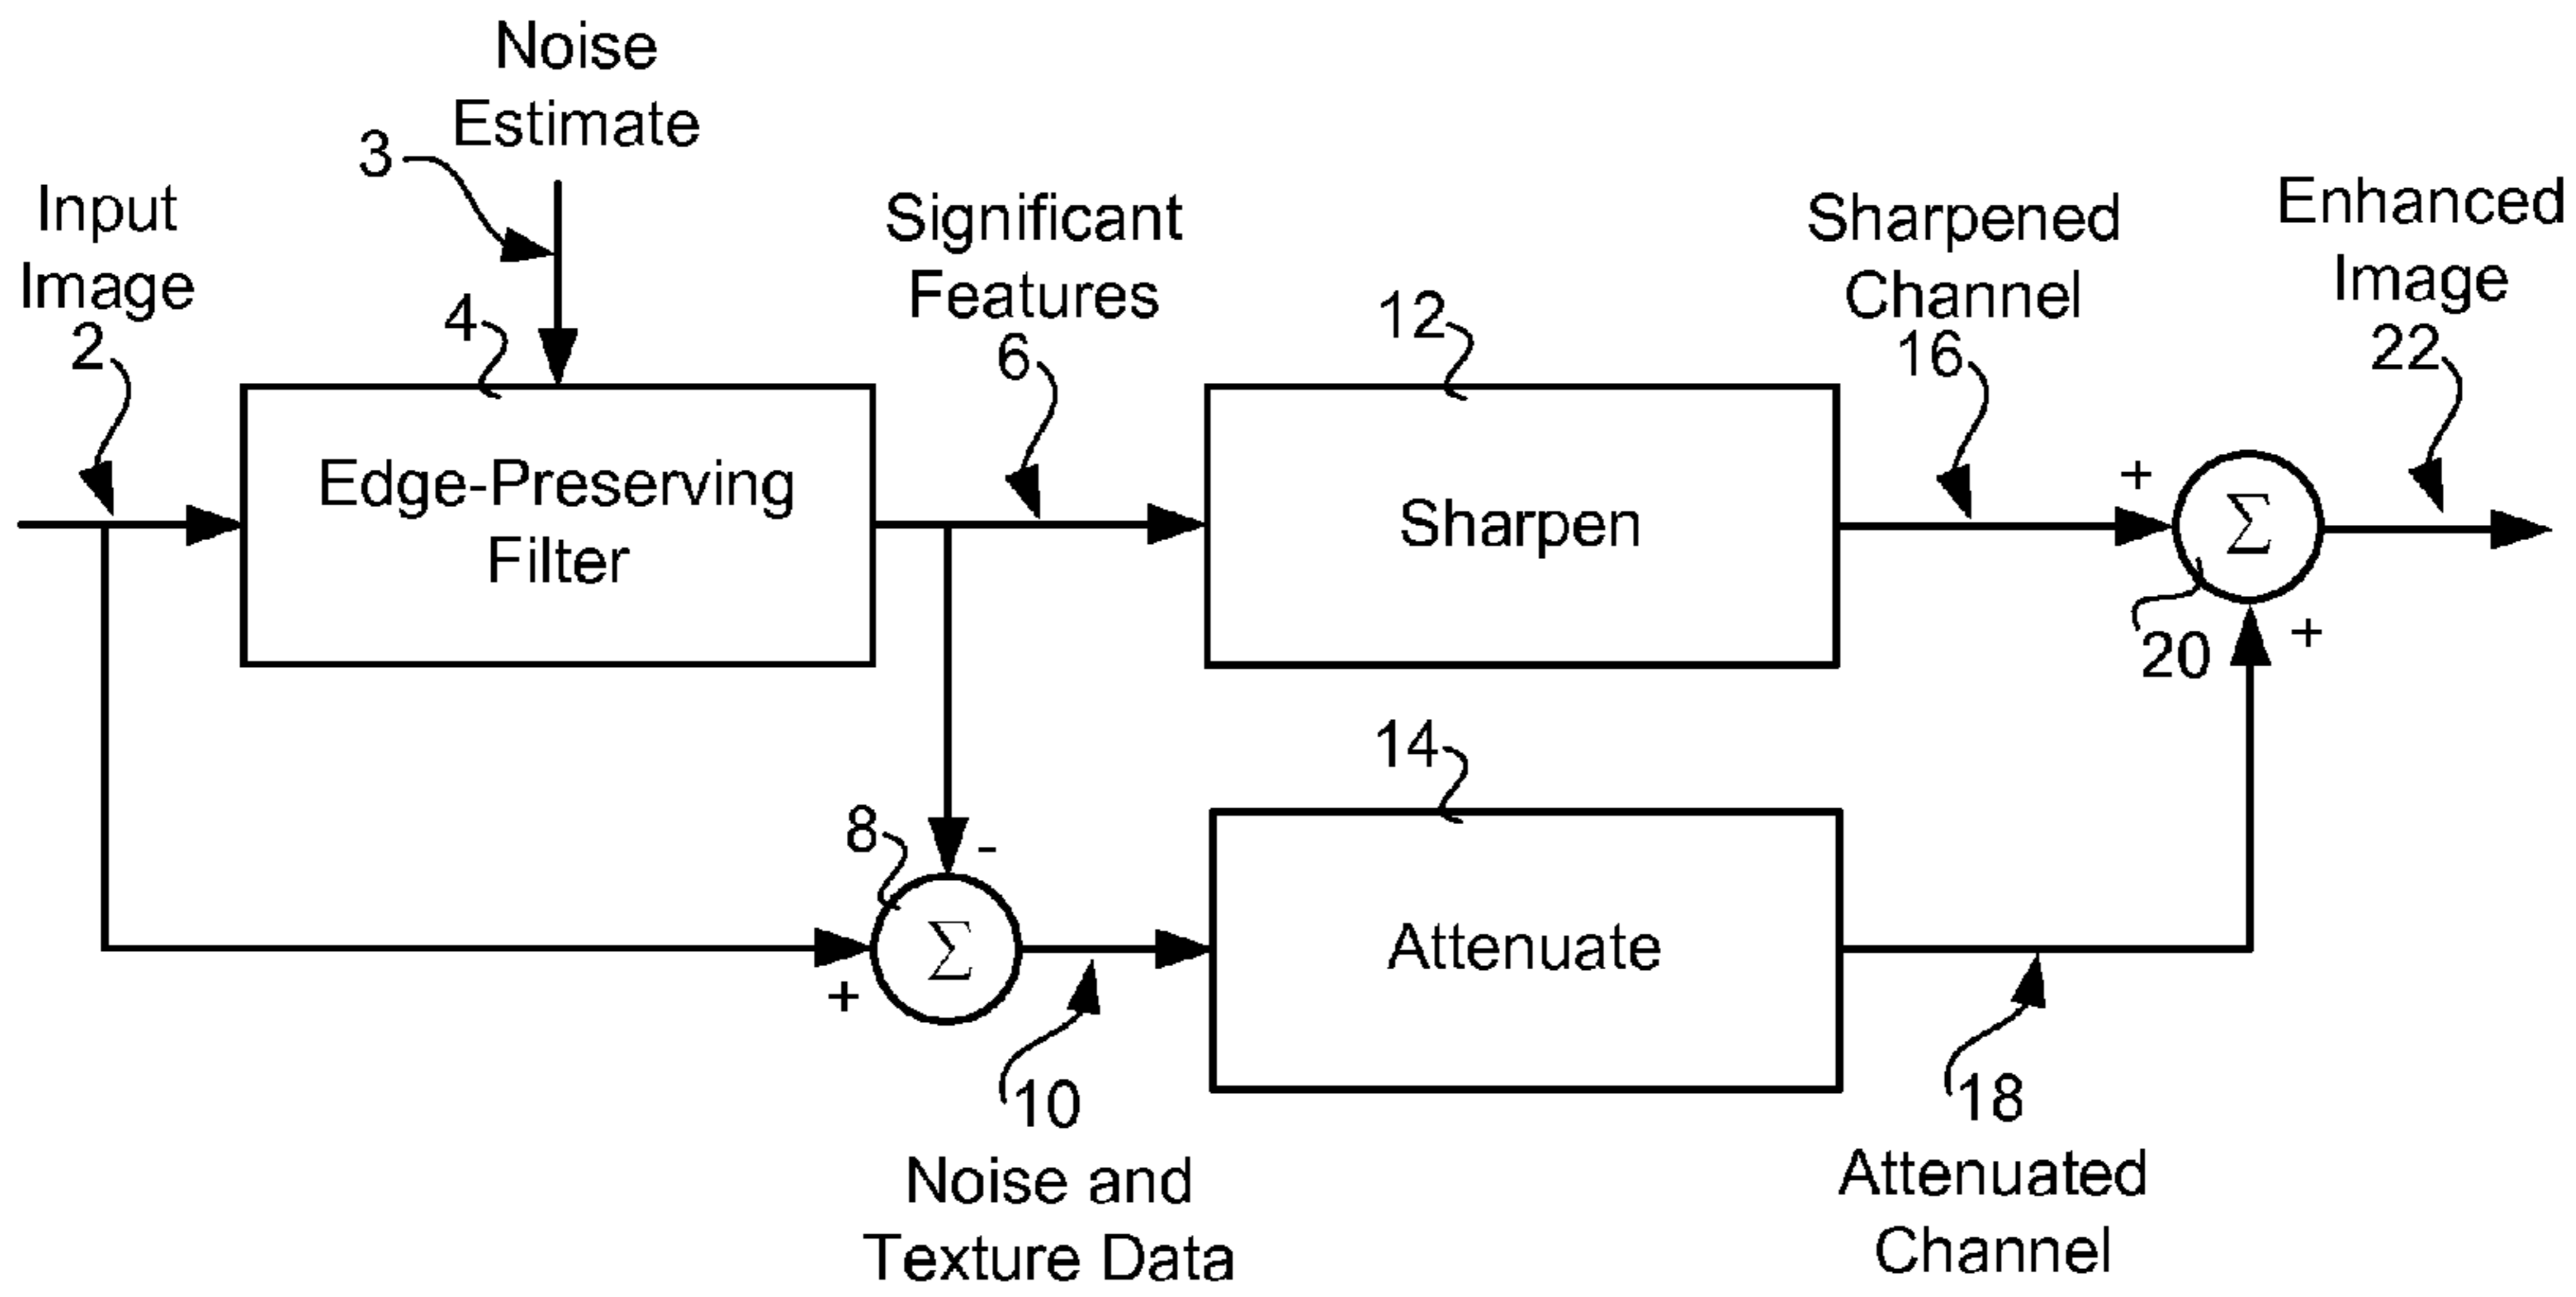 Noise
Estimate
3
Input
Image
2
4
Significant
Features
6
12
Sharpened
Channel
16
Enhanced
Image
22
Edge-Preserving
Filter
Sharpen
+
Σ
20
+
14
8
-
Σ
+
Attenuate
10
Noise and
Texture Data
18
Attenuated
Channel